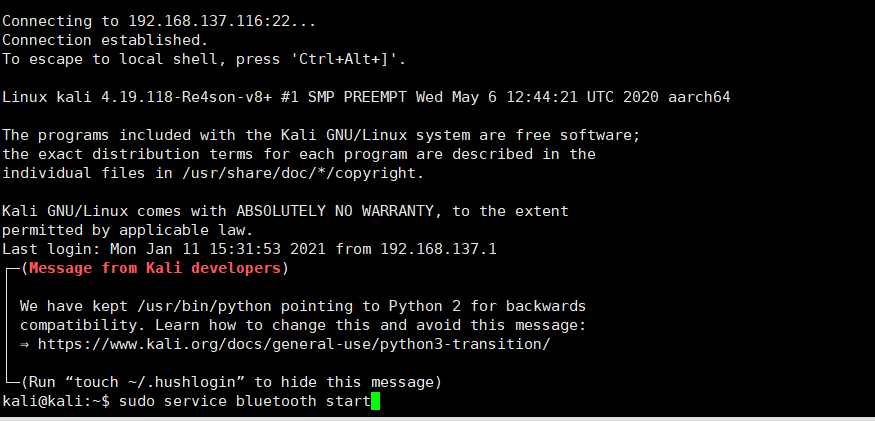 Connecting to 192.168.137.116:22...
Connection established.
To escape to local shell, press 'Ctrl+Alt+]'.
Linux kali 4.19.118-Re4son-v8+ #1 SMP PREEMPT Wed May 6 12:44:21 UTC 2020 aarch64
The programs included with the Kali GNU/Linux system are free software;
the exact distribution terms for each program are described in the
individual files in /usr/share/doc/*/copyright.
Kali GNU/Linux comes with ABSOLUTELY NO WARRANTY, to the extent
permitted by applicable law.
Last login: Mon Jan 11 15:31:53 2021 from 192.168.137.1
(Message from Kali developers)
We have kept /usr/bin/python pointing to Python 2 for backwards
compatibility. Learn how to change this and avoid this message:
⇒ https://www.kali.org/docs/general-use/python3-transition/
(Run “touch ~/.hushlogin” to hide this message)
kali@kali:~$ sudo service bluetooth start